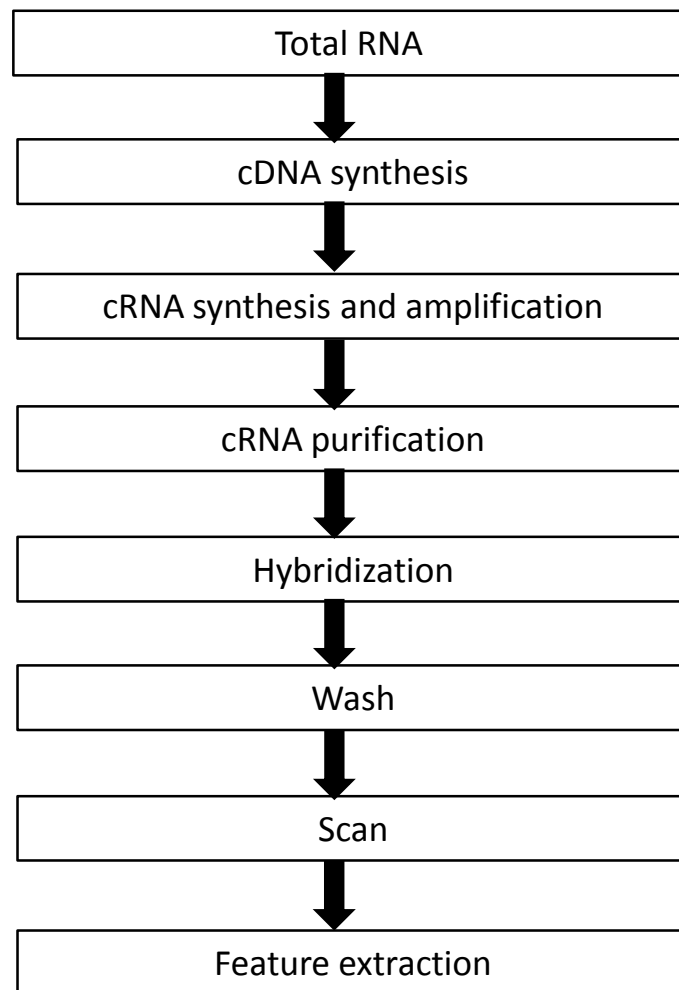 Total RNA
cDNA synthesis
cRNA synthesis and amplification
cRNA purification
Hybridization
Wash
Scan
Feature extraction